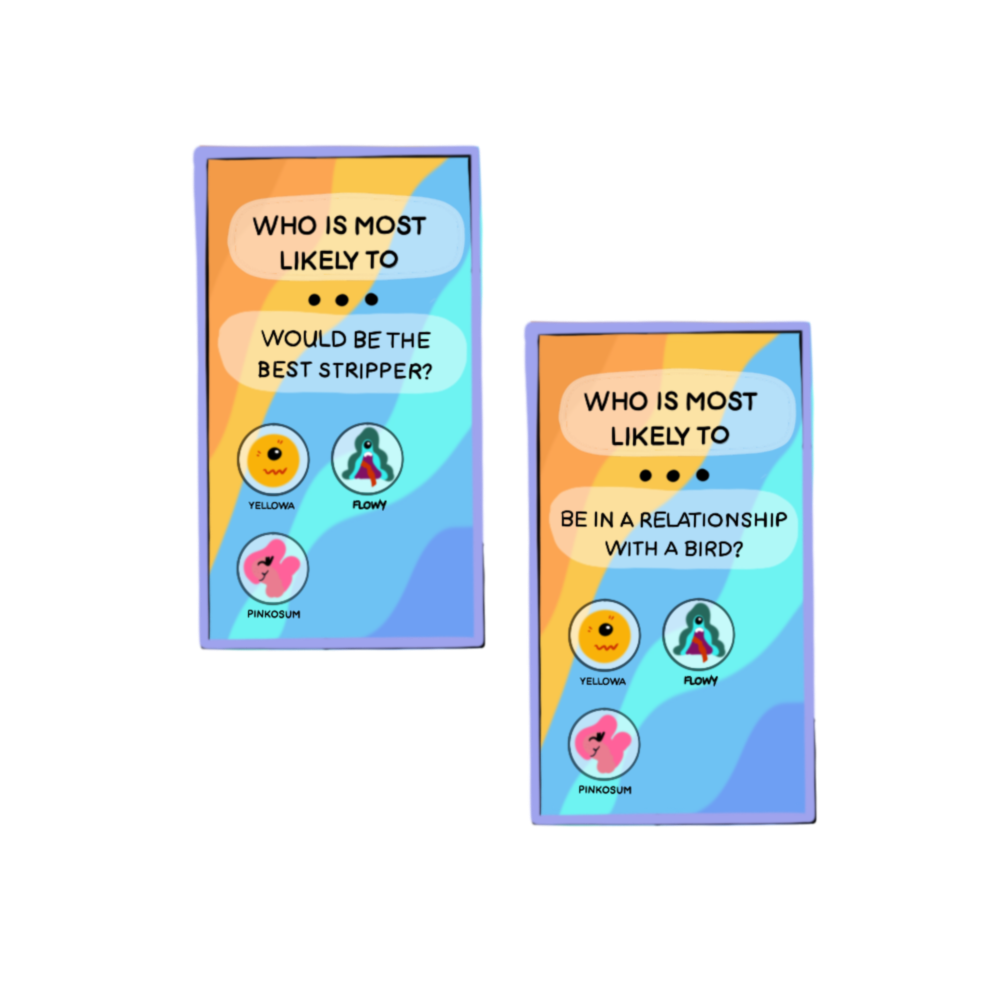 WHO IS MOST
LIKELY TO
...
WOULD BE THE
BEST STRIPPER?
YELLOWA
FLOWY
PINKOSUM
WHO IS MOST
LIKELY TO
...
BE IN A RELATIONSHIP
WITH A BIRD?
YELLOWA
FLOWY
PINKOSUM